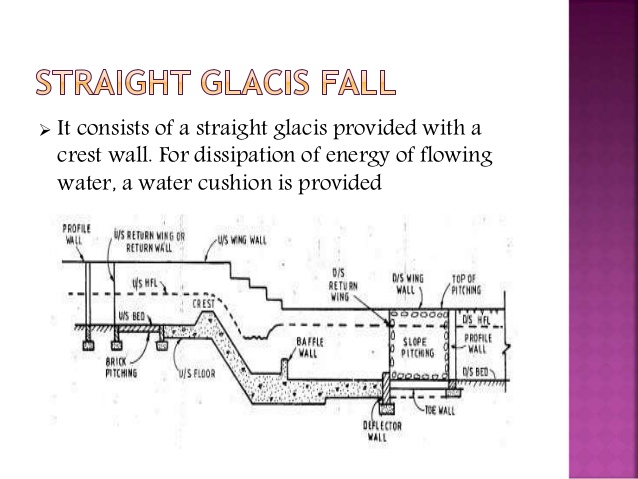 STRAIGHT GLACIS FALL
It consists of a straight glacis provided with a
crest wall. For dissipation of energy of flowing
water, a water cushion is provided
PROFILE
WALL
U/S RETURN WING OR
RETURN WALL
U/S WING WALL
U/S HFL
CREST
U/S BED
BRICK
PITCHING
U/S FLOOR
BAFFLE
WALL
D/S
RETURN
WING
D/S WING
WALL
TOP OF
PITCHING
D/S HFL
SLOPE
PITCHING
PROFILE
WALL
D/S BED
TOE WALL
DEFLECTOR
WALL